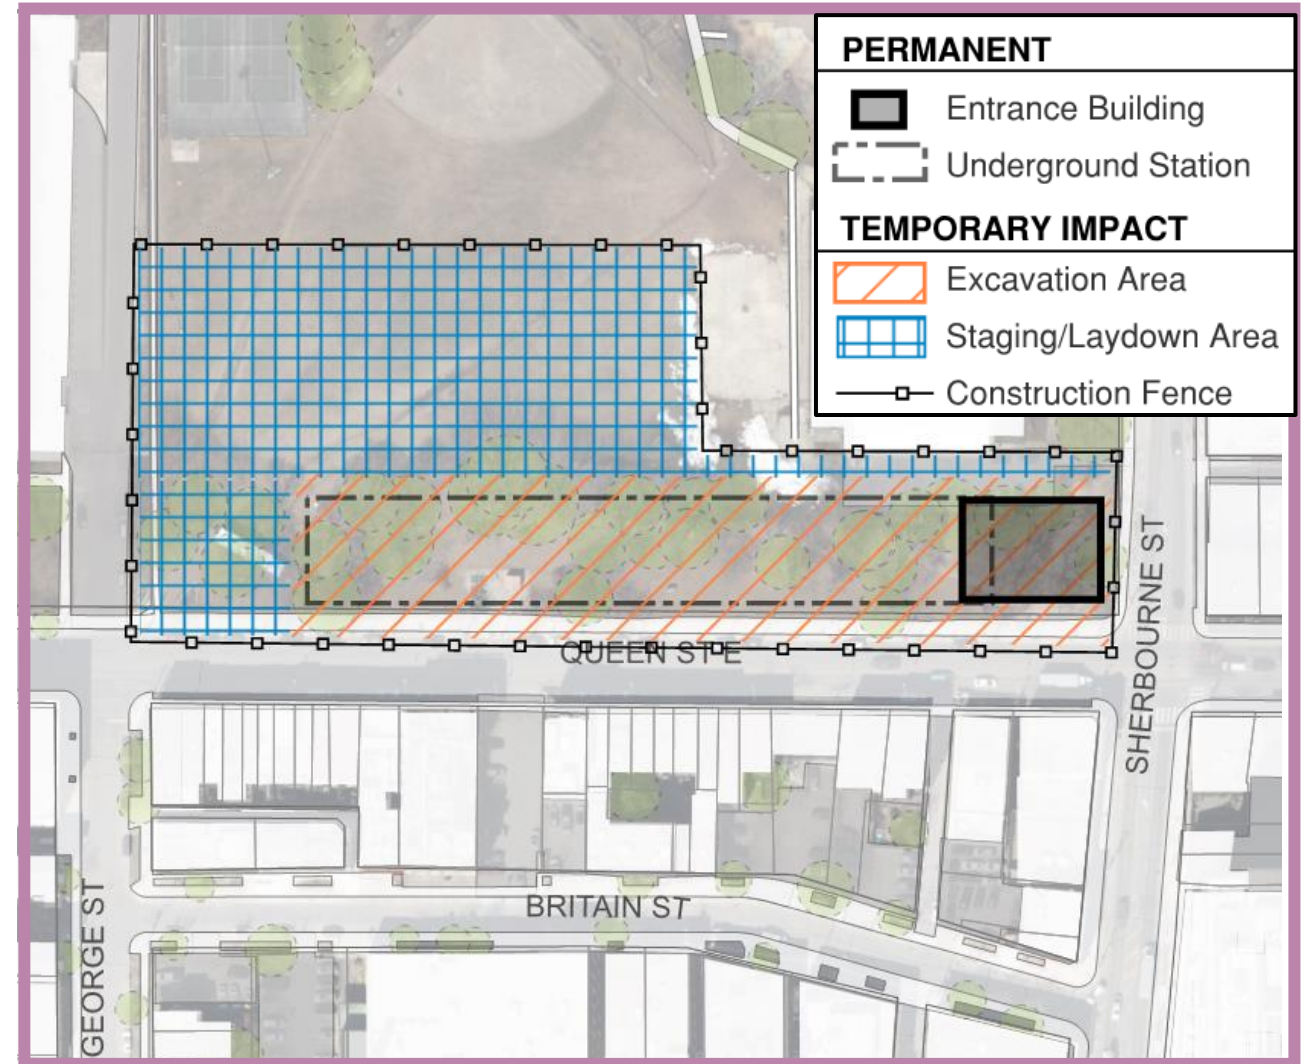 PERMANENT
Entrance Building
Underground Station
TEMPORARY IMPACT
Excavation Area
Staging/Laydown Area
Construction Fence
QUEEN ST E
SHERBOURNE ST
BRITAIN ST
GEORGE ST